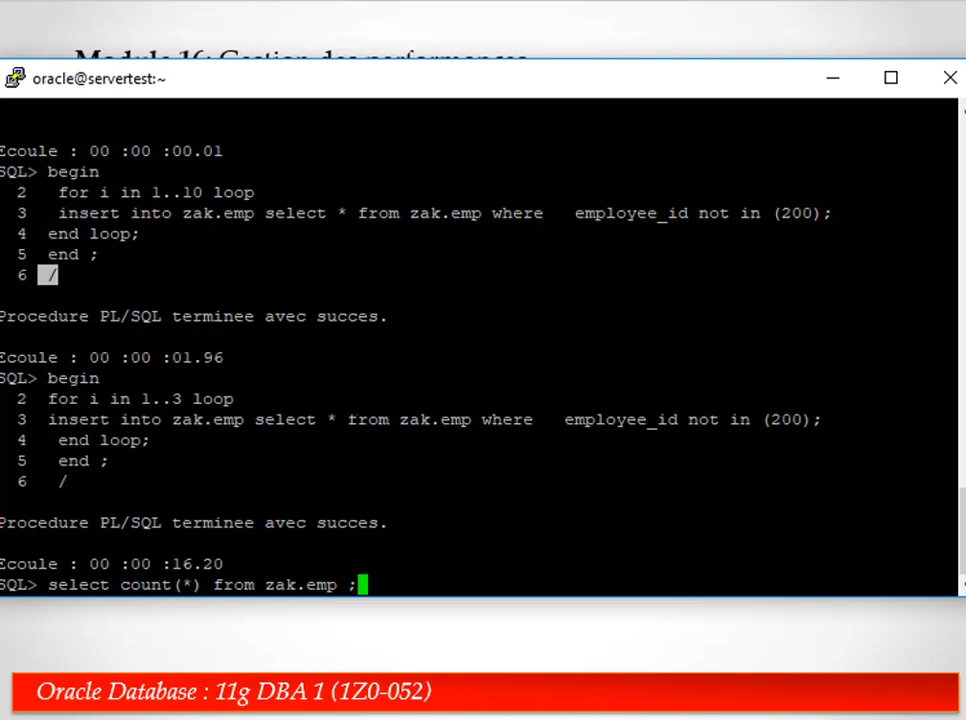 Module 16: Gestion des performances
oracle@servertest:~
Ecoule : 00 :00 :00.01
SQL> begin
2 for i in 1..10 loop
3 insert into zak.emp select * from zak.emp where employee_id not in (200);
4 end loop;
5 end ;
6 /
Procedure PL/SQL terminee avec succes.
Ecoule : 00 :00 :01.96
SQL> begin
2 for i in 1..3 loop
3 insert into zak.emp select * from zak.emp where employee_id not in (200);
4 end loop;
5 end ;
6 /
Procedure PL/SQL terminee avec succes.
Ecoule : 00 :00 :16.20
SQL> select count(*) from zak.emp ;
Oracle Database : 11g DBA 1 (1Z0-052)